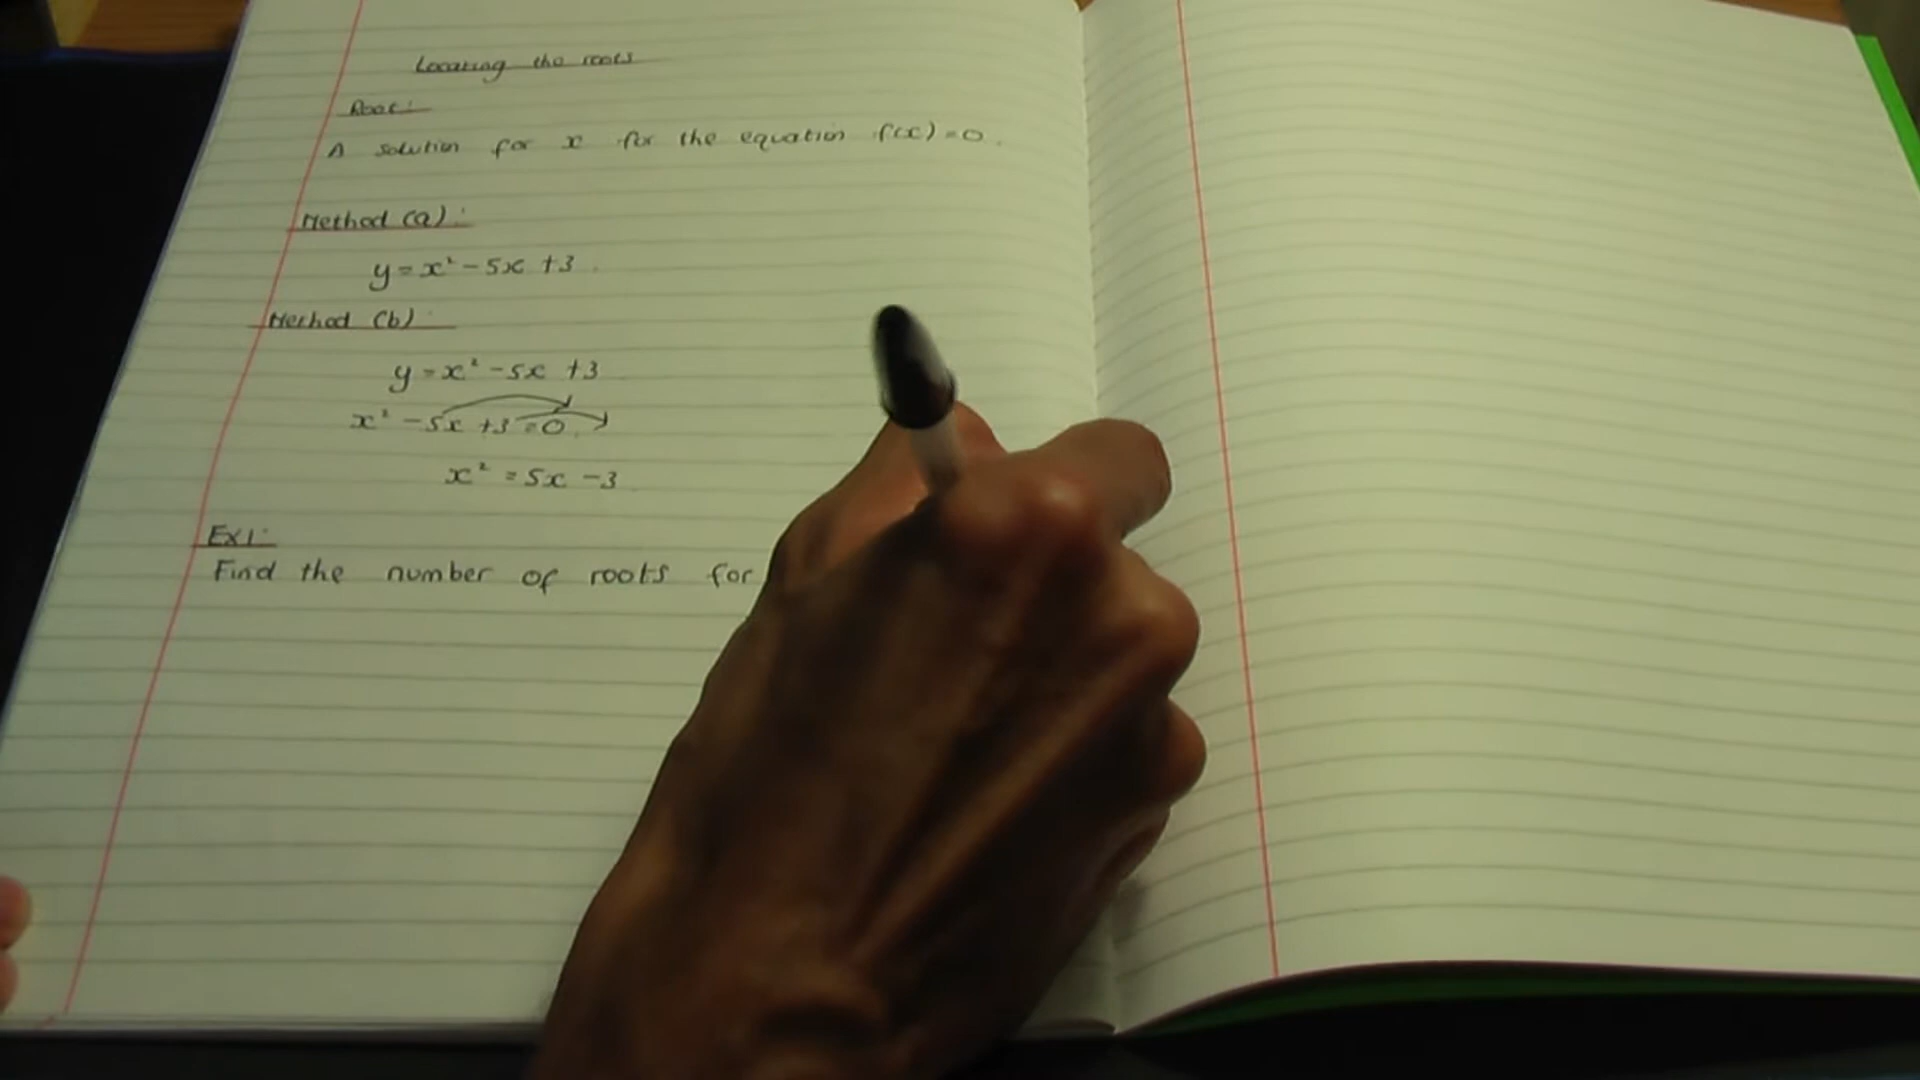 Locating the roots
Root:
A solution for x for the equation f(x)=0.
Method (a):
y = x² - 5x + 3.
Method (b):
y = x² - 5x + 3
x² - 5x + 3 = 0
x² = 5x - 3
Ex1:
Find the number of roots for